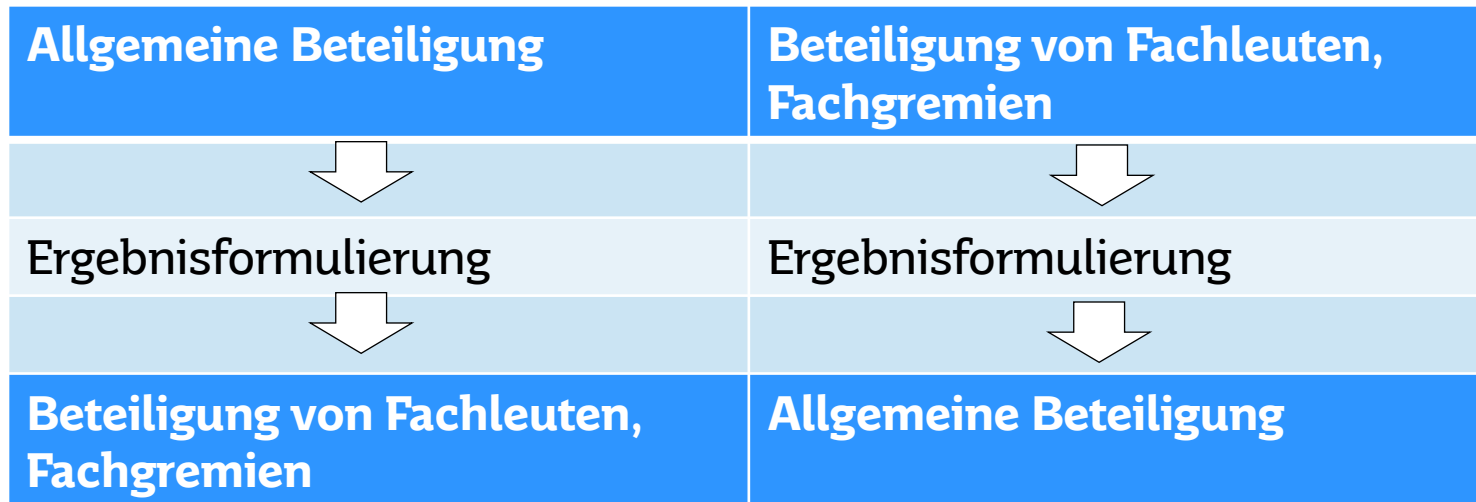 Allgemeine Beteiligung
Beteiligung von Fachleuten,
Fachgremien
Ergebnisformulierung
Ergebnisformulierung
Beteiligung von Fachleuten,
Fachgremien
Allgemeine Beteiligung